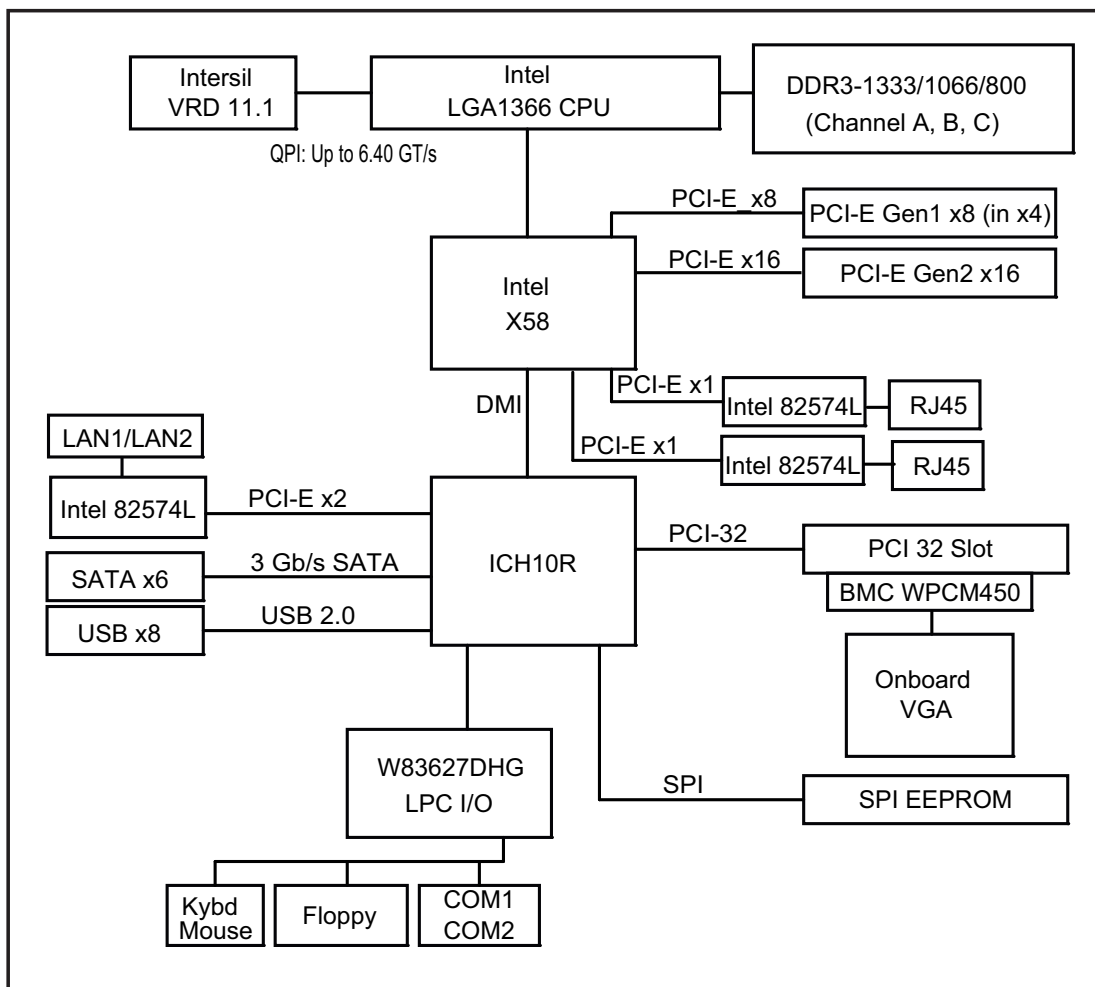 Intersil
VRD 11.1
Intel
LGA1366 CPU
DDR3-1333/1066/800
(Channel A, B, C)
QPI: Up to 6.40 GT/s
PCI-E_x8
PCI-E Gen1 x8 (in x4)
PCI-E x16
PCI-E Gen2 x16
Intel
X58
PCI-E x1
Intel 82574L
RJ45
DMI
PCI-E x1
Intel 82574L
RJ45
LAN1/LAN2
Intel 82574L
PCI-E x2
ICH10R
PCI-32
PCI 32 Slot
BMC WPCM450
SATA x6
3 Gb/s SATA
USB x8
USB 2.0
Onboard
VGA
W83627DHG
LPC I/O
SPI
SPI EEPROM
Kybd
Mouse
Floppy
COM1
COM2